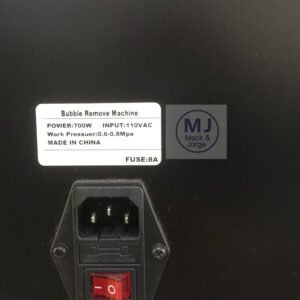 Bubble Remove Machine
POWER:700W INPUT:110VAC
Work Pressuer:0.6-0.8Mpa
MADE IN CHINA
FUSE:8A
MJ
Mack &
Jorge